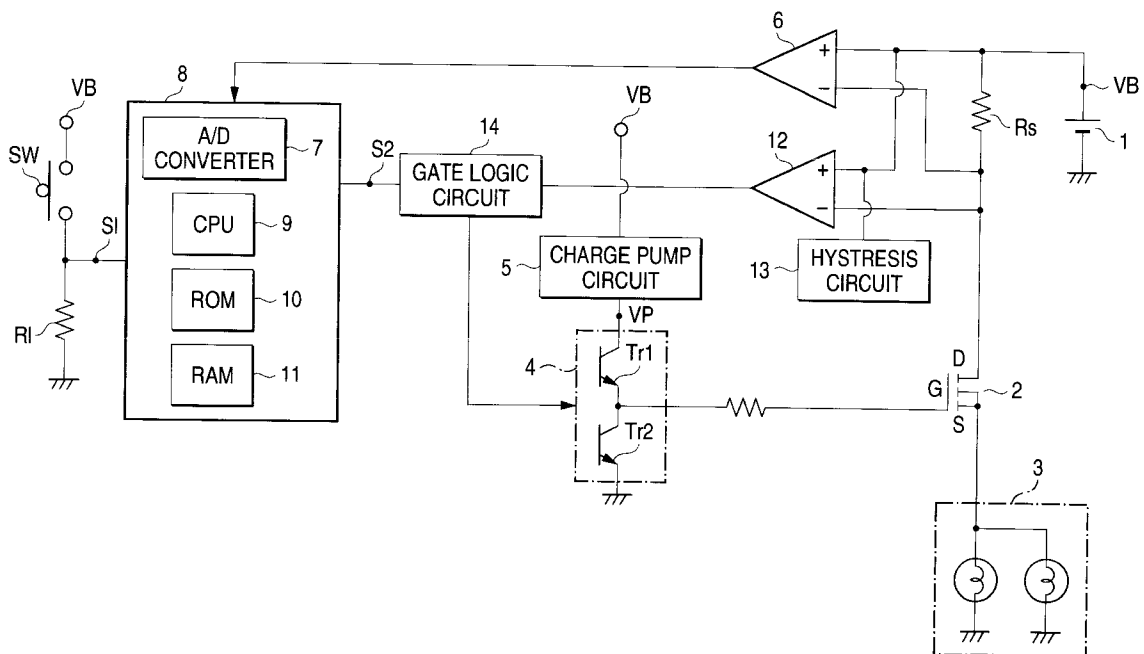 6
8
VB
SW
SI
RI
A/D
CONVERTER
7
CPU
9
ROM
10
RAM
11
S2
14
GATE LOGIC
CIRCUIT
VB
5
CHARGE PUMP
CIRCUIT
VP
4
Tr1
Tr2
+
−
12
+
−
13
HYSTRESIS
CIRCUIT
Rs
VB
1
D
G
S
2
3